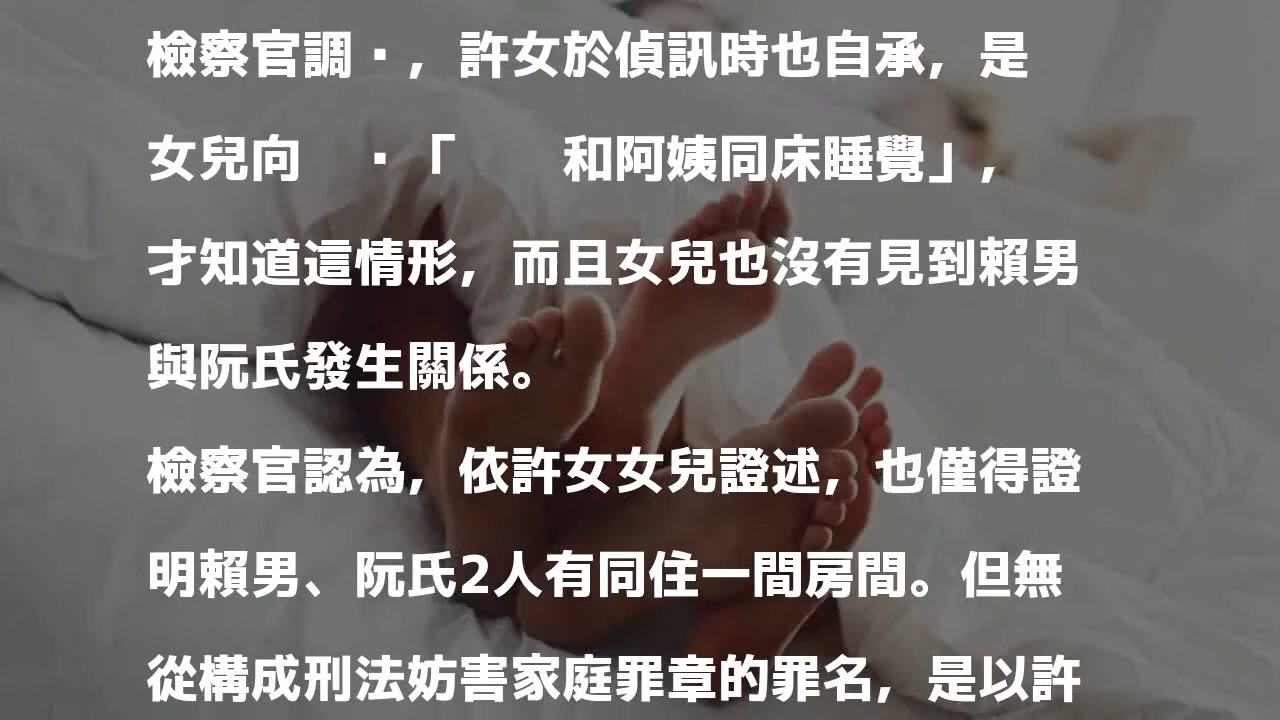 檢察官調·，許女於偵訊時也自承，是
女兒向　·「　　和阿姨同床睡覺」，
才知道這情形，而且女兒也沒有見到賴男
與阮氏發生關係。
檢察官認為，依許女女兒證述，也僅得證
明賴男、阮氏2人有同住一間房間。但無
從構成刑法妨害家庭罪章的罪名，是以許